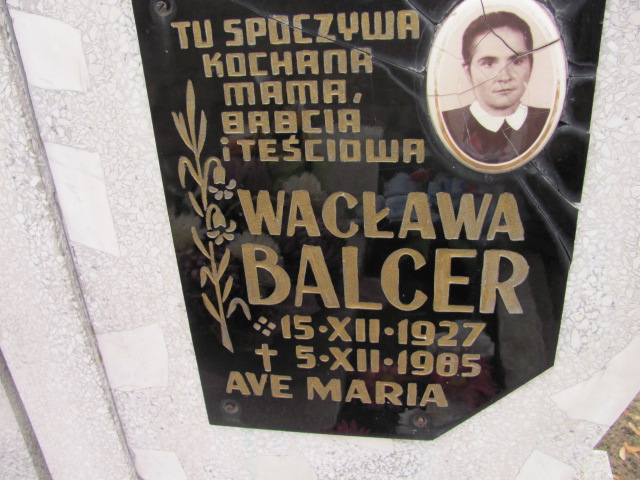 TU SPOCZYWA
KOCHANA
MAMA,
BABCIA
i TEŚCIOWA
WACŁAWA
BALCER
15·XII·1927
† 5·XII·1985
AVE MARIA